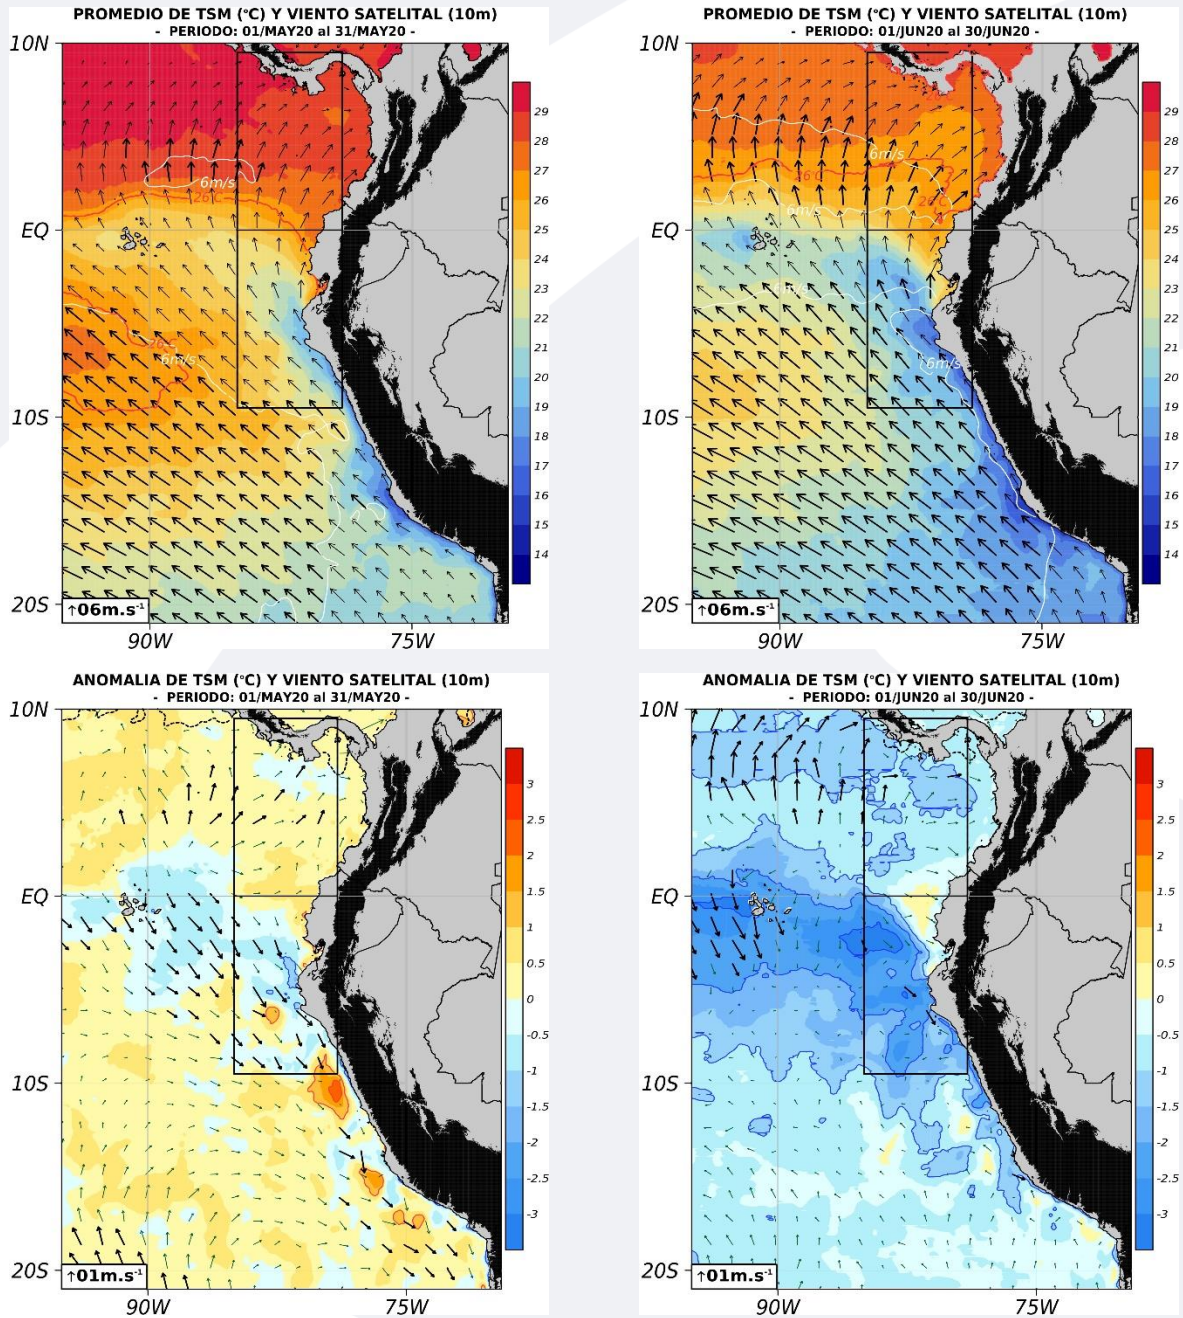 PROMEDIO DE TSM (°C) Y VIENTO SATELITAL (10m)
- PERIODO: 01/MAY20 al 31/MAY20 -
10N
EQ
10S
20S
90W
75W
6m/s
26°C
26°C
6m/s
↑06m.s⁻¹
29
28
27
26
25
24
23
22
21
20
19
18
17
16
15
14
PROMEDIO DE TSM (°C) Y VIENTO SATELITAL (10m)
- PERIODO: 01/JUN20 al 30/JUN20 -
10N
EQ
10S
20S
90W
75W
6m/s
26°C
26°C
6m/s
6m/s
6m/s
↑06m.s⁻¹
29
28
27
26
25
24
23
22
21
20
19
18
17
16
15
14
ANOMALIA DE TSM (°C) Y VIENTO SATELITAL (10m)
- PERIODO: 01/MAY20 al 31/MAY20 -
10N
EQ
10S
20S
90W
75W
↑01m.s⁻¹
3
2.5
2
1.5
1
0.5
0
-0.5
-1
-1.5
-2
-2.5
-3
ANOMALIA DE TSM (°C) Y VIENTO SATELITAL (10m)
- PERIODO: 01/JUN20 al 30/JUN20 -
10N
EQ
10S
20S
90W
75W
↑01m.s⁻¹
3
2.5
2
1.5
1
0.5
0
-0.5
-1
-1.5
-2
-2.5
-3